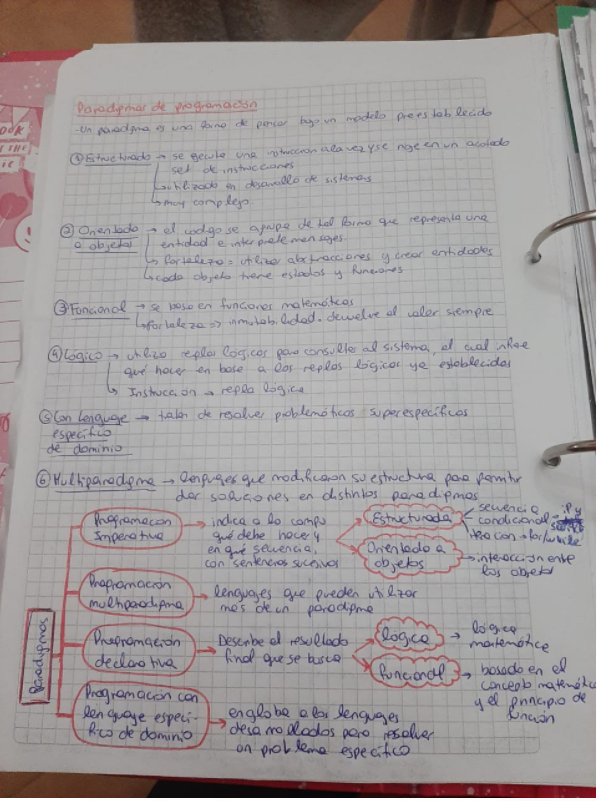 Paradigmas de programación
- Un paradigma es una forma de pensar bajo un modelo preestablecido
① Estructurado → se ejecuta una instrucción a la vez y se rige en un acotado
set de instrucciones
↳ utilizado en desarrollo de sistemas
↳ muy complejo.
② Orientado a objetos → el código se agrupa de tal forma que representa una
entidad e interprete mensajes
↳ fortaleza = utiliza abstracciones y crear entidades
↳ cada objeto tiene estados y funciones
③ Funcional → se basa en funciones matemáticas
↳ fortaleza => inmutabilidad. devuelve el valor siempre
④ Lógico → utiliza reglas lógicas para consultar al sistema, el cual infiere
qué hacer en base a las reglas lógicas ya establecidas
↳ Instrucción → regla lógica
⑤ Con lenguaje específico de dominio → tratan de resolver problemáticas superespecíficas
⑥ Multiparadigma → lenguajes que modificaron su estructura para permitir
dar soluciones en distintos paradigmas
Paradigmas
Programación Imperativa → indica a la compu
qué debe hacer y
en qué secuencia,
con sentencias sucesivas
Estructurada
secuencia
condicional → if y
iteración → for/while
Orientado a objetos → interacción entre
los objetos
Programación multiparadigma → lenguajes que pueden utilizar
más de un paradigma
Programación declarativa → Describe el resultado
final que se busca
lógica → lógica
matemática
funcional → basado en el
concepto matemático
y el principio de
función
Programación con
lenguaje especí-
fico de dominio → engloba a los lenguajes
desarrollados para resolver
un problema específico